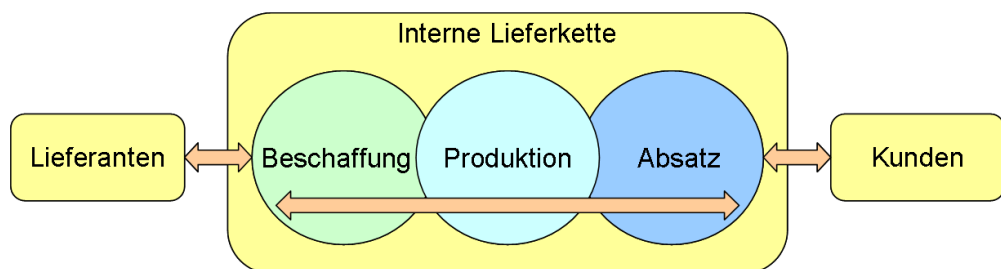 Interne Lieferkette
Lieferanten
Beschaffung
Produktion
Absatz
Kunden